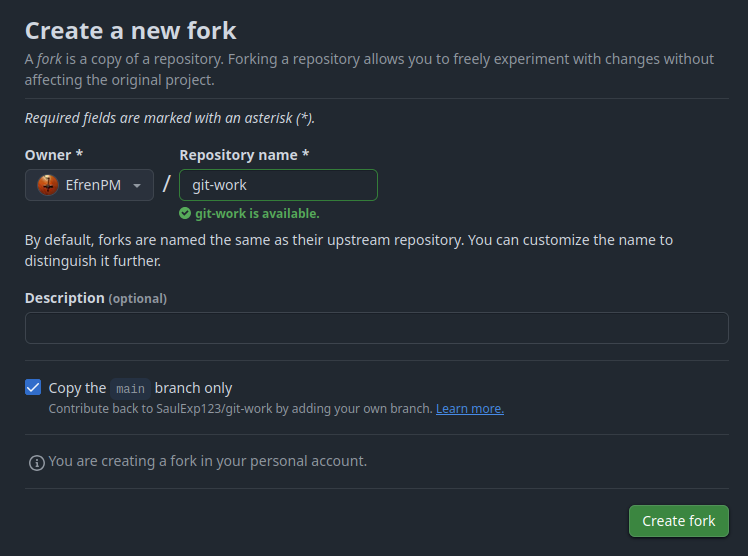 Create a new fork
A fork is a copy of a repository. Forking a repository allows you to freely experiment with changes without
affecting the original project.
Required fields are marked with an asterisk (*).
Owner * Repository name *
EfrenPM / git-work
git-work is available.
By default, forks are named the same as their upstream repository. You can customize the name to
distinguish it further.
Description (optional)
Copy the main branch only
Contribute back to SaulExp123/git-work by adding your own branch. Learn more.
You are creating a fork in your personal account.
Create fork